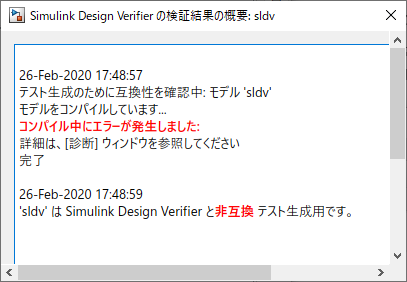 Simulink Design Verifier の検証結果の概要: sldv
26-Feb-2020 17:48:57
テスト生成のために互換性を確認中: モデル 'sldv'
モデルをコンパイルしています...
コンパイル中にエラーが発生しました:
詳細は、[診断] ウィンドウを参照してください
完了
26-Feb-2020 17:48:59
'sldv' は Simulink Design Verifier と非互換 テスト生成用です。